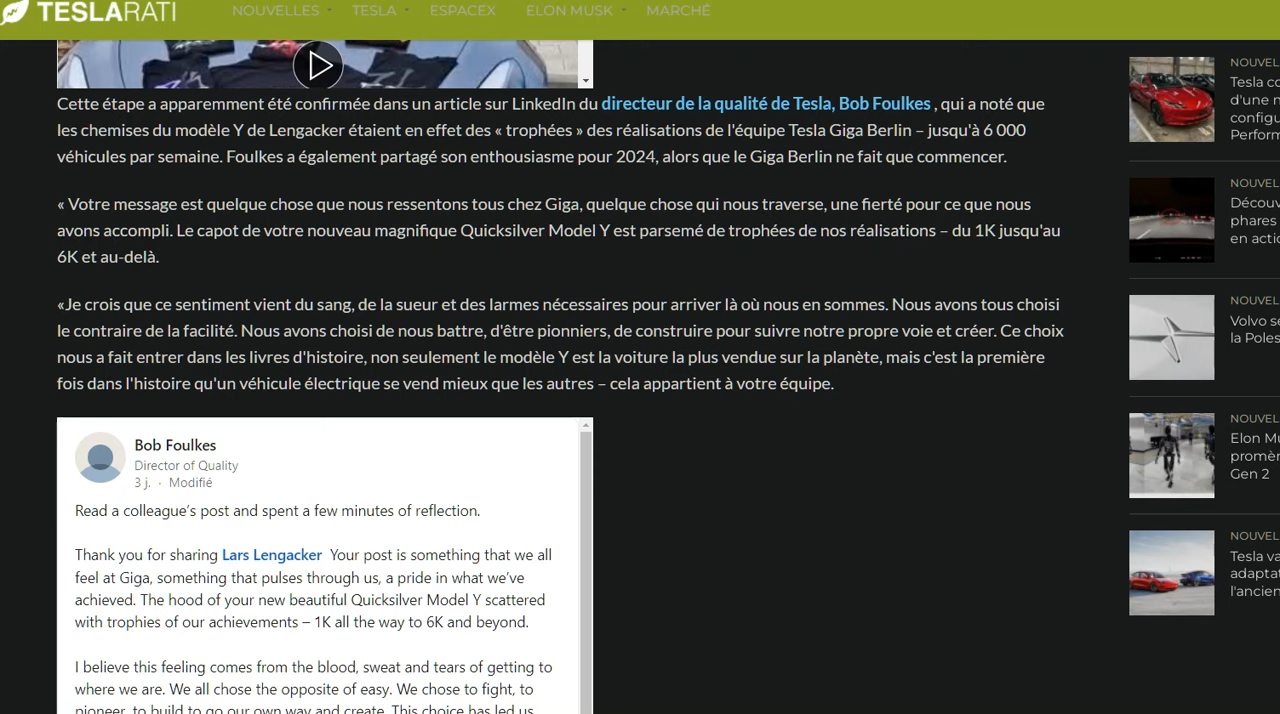 TESLARATI
NOUVELLES TESLA ESPACEX ELON MUSK MARCHÉ
Cette étape a apparemment été confirmée dans un article sur LinkedIn du directeur de la qualité de Tesla, Bob Foulkes , qui a noté que
les chemises du modèle Y de Lengacker étaient en effet des « trophées » des réalisations de l'équipe Tesla Giga Berlin – jusqu'à 6 000
véhicules par semaine. Foulkes a également partagé son enthousiasme pour 2024, alors que le Giga Berlin ne fait que commencer.
« Votre message est quelque chose que nous ressentons tous chez Giga, quelque chose qui nous traverse, une fierté pour ce que nous
avons accompli. Le capot de votre nouveau magnifique Quicksilver Model Y est parsemé de trophées de nos réalisations – du 1K jusqu'au
6K et au-delà.
«Je crois que ce sentiment vient du sang, de la sueur et des larmes nécessaires pour arriver là où nous en sommes. Nous avons tous choisi
le contraire de la facilité. Nous avons choisi de nous battre, d'être pionniers, de construire pour suivre notre propre voie et créer. Ce choix
nous a fait entrer dans les livres d'histoire, non seulement le modèle Y est la voiture la plus vendue sur la planète, mais c'est la première
fois dans l'histoire qu'un véhicule électrique se vend mieux que les autres – cela appartient à votre équipe.
Bob Foulkes
Director of Quality
3 j. · Modifié
Read a colleague's post and spent a few minutes of reflection.
Thank you for sharing Lars Lengacker Your post is something that we all
feel at Giga, something that pulses through us, a pride in what we've
achieved. The hood of your new beautiful Quicksilver Model Y scattered
with trophies of our achievements – 1K all the way to 6K and beyond.
I believe this feeling comes from the blood, sweat and tears of getting to
where we are. We all chose the opposite of easy. We chose to fight, to
pioneer, to build to go our own way and create. This choice has led us
NOUVEL
Tesla co
d'une n
configu
Perform
NOUVEL
Découv
phares
en actio
NOUVEL
Volvo se
la Poles
NOUVEL
Elon Mu
promèn
Gen 2
NOUVEL
Tesla va
adaptat
l'ancien